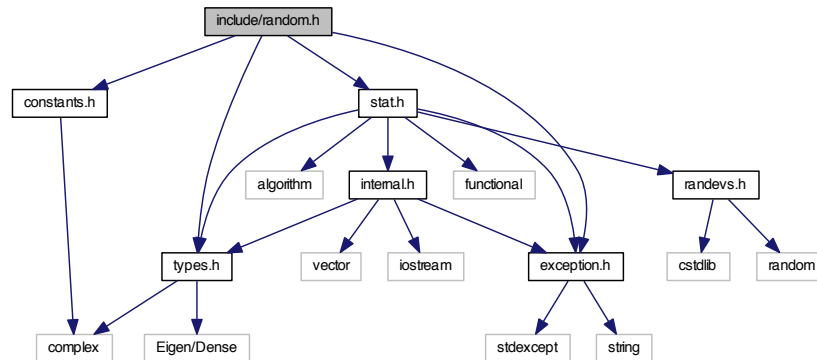 include/random.h
constants.h
stat.h
algorithm
internal.h
functional
randevs.h
types.h
vector
iostream
exception.h
cstdlib
random
complex
Eigen/Dense
stdexcept
string